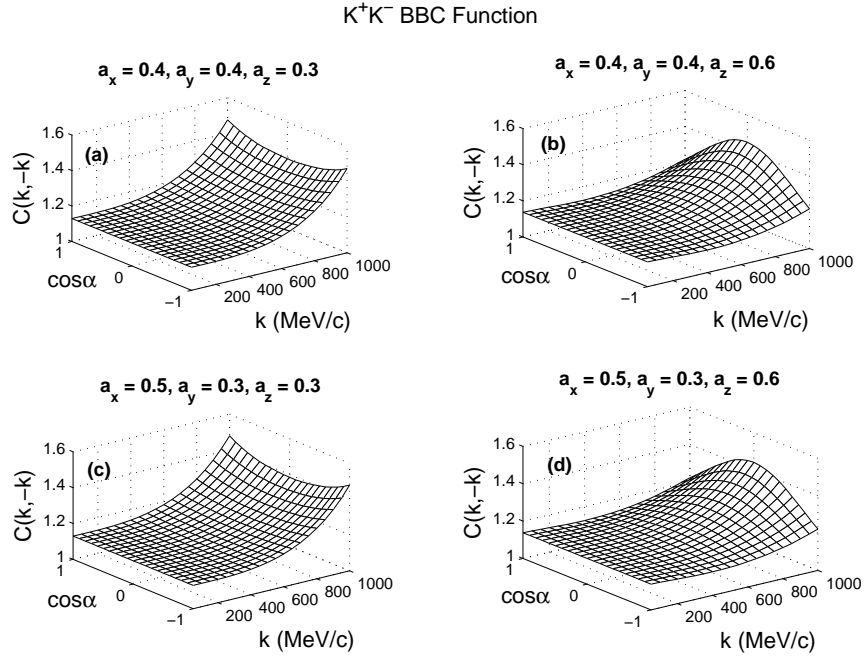 K⁺K⁻ BBC Function
aₓ = 0.4, a_y = 0.4, a_z = 0.3
(a)
C(k,−k)
1.6
1.4
1.2
1
1
0
−1
cosα
200 400 600 800 1000
k (MeV/c)
aₓ = 0.4, a_y = 0.4, a_z = 0.6
(b)
C(k,−k)
1.6
1.4
1.2
1
1
0
−1
cosα
200 400 600 800 1000
k (MeV/c)
aₓ = 0.5, a_y = 0.3, a_z = 0.3
(c)
C(k,−k)
1.6
1.4
1.2
1
1
0
−1
cosα
200 400 600 800 1000
k (MeV/c)
aₓ = 0.5, a_y = 0.3, a_z = 0.6
(d)
C(k,−k)
1.6
1.4
1.2
1
1
0
−1
cosα
200 400 600 800 1000
k (MeV/c)